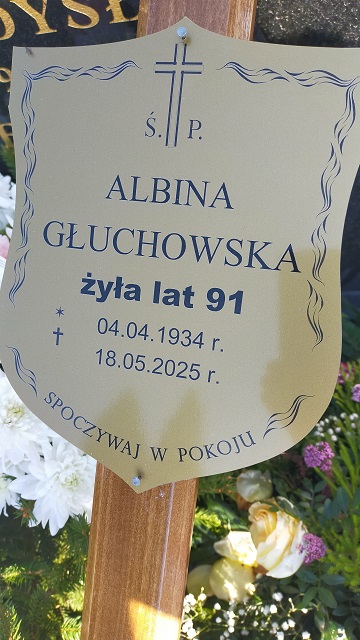 Ś. P.
ALBINA
GŁUCHOWSKA
żyła lat 91
* 04.04.1934 r.
† 18.05.2025 r.
SPOCZYWAJ W POKOJU